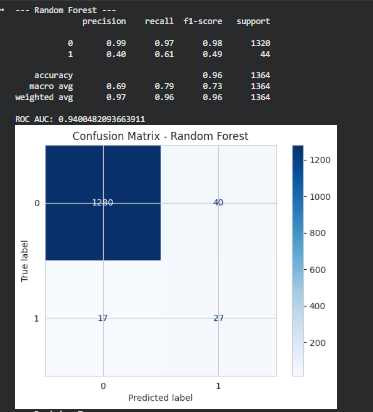 --- Random Forest ---
precision recall f1-score support
0 0.99 0.97 0.98 1320
1 0.40 0.61 0.49 44
accuracy 0.96 1364
macro avg 0.69 0.79 0.73 1364
weighted avg 0.97 0.96 0.96 1364
ROC AUC: 0.9400482093663911
Confusion Matrix - Random Forest
True label
0
1
1280
40
17
27
0
1
Predicted label
1200
1000
800
600
400
200